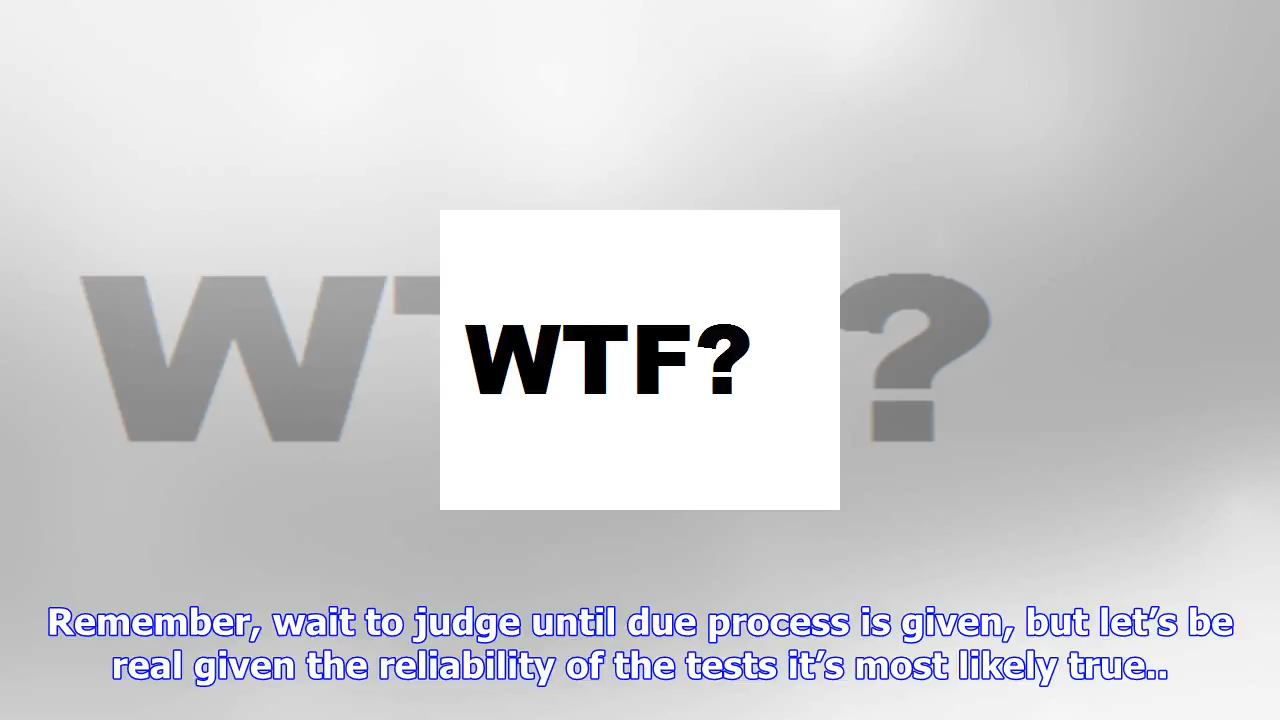 WTF?
Remember, wait to judge until due process is given, but let’s be
real given the reliability of the tests it’s most likely true..